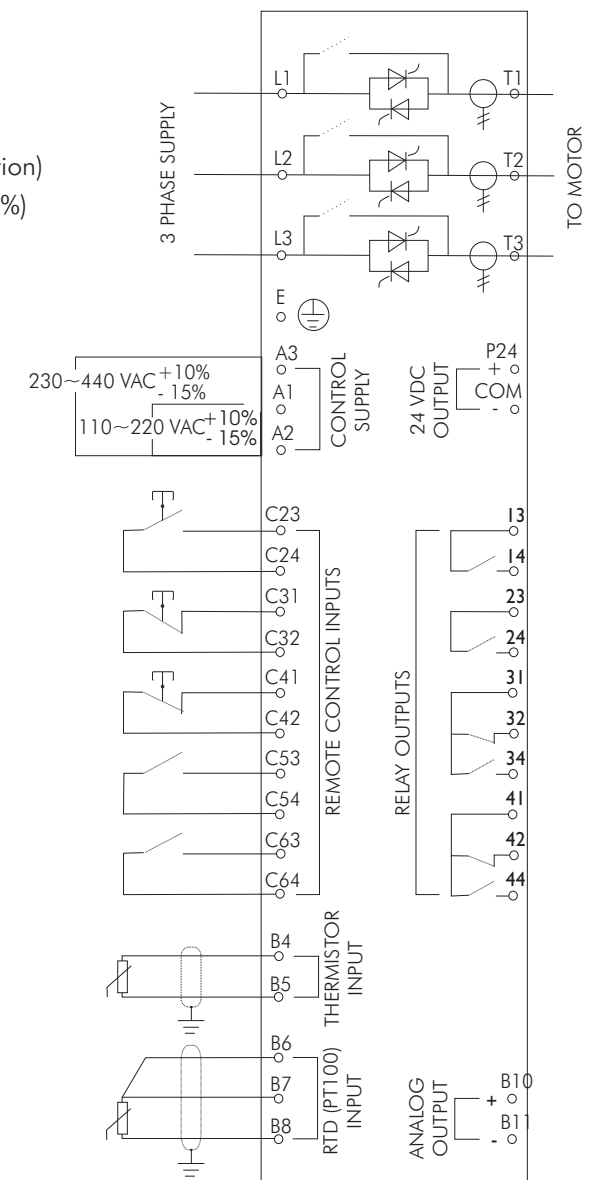 tion)
%)
3 PHASE SUPPLY
L1
T1
L2
T2
L3
T3
TO MOTOR
E
A3
230~440 VAC +10%
- 15%
A1
110~220 VAC +10%
- 15%
A2
CONTROL
SUPPLY
24 VDC
OUTPUT
P24
+
COM
-
C23
C24
C31
C32
C41
C42
C53
C54
C63
C64
REMOTE CONTROL INPUTS
RELAY OUTPUTS
13
14
23
24
31
32
34
41
42
44
B4
B5
THERMISTOR
INPUT
B6
B7
B8
RTD (PT100)
INPUT
ANALOG
OUTPUT
B10
+
B11
-